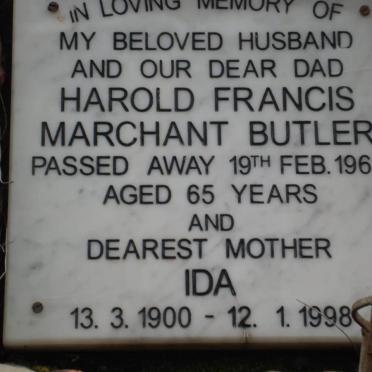 IN LOVING MEMORY OF
MY BELOVED HUSBAND
AND OUR DEAR DAD
HAROLD FRANCIS
MARCHANT BUTLER
PASSED AWAY 19TH FEB. 196
AGED 65 YEARS
AND
DEAREST MOTHER
IDA
13. 3. 1900 - 12. 1. 1998